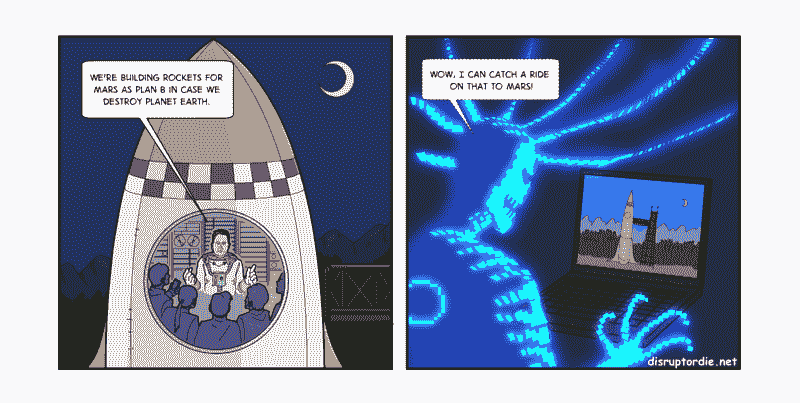 WE'RE BUILDING ROCKETS FOR
MARS AS PLAN B IN CASE WE
DESTROY PLANET EARTH.
WOW, I CAN CATCH A RIDE
ON THAT TO MARS!
disruptordie.net